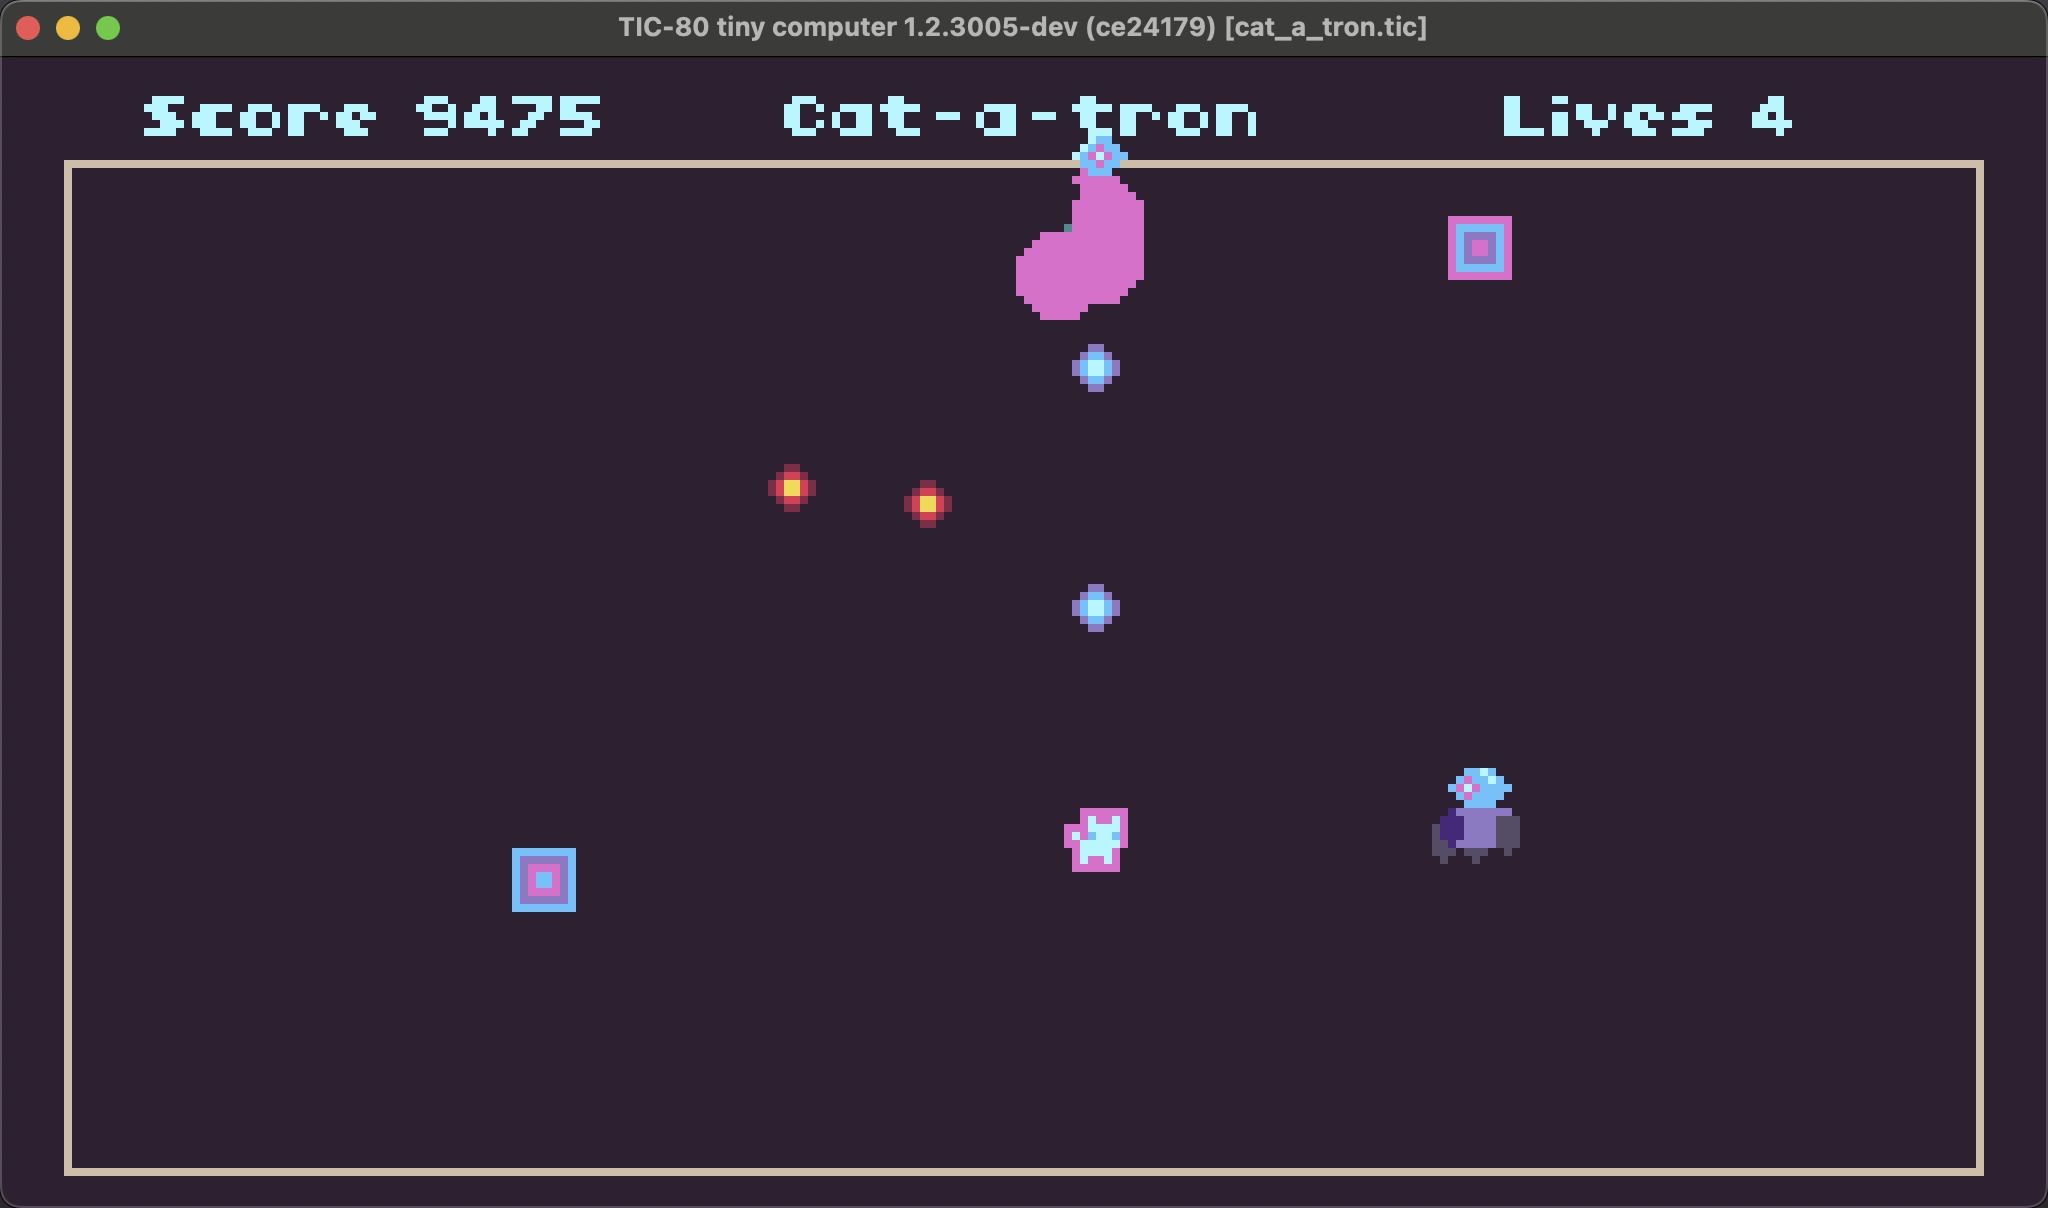 TIC-80 tiny computer 1.2.3005-dev (ce24179) [cat_a_tron.tic]
Score 9475 Cat-a-tron Lives 4